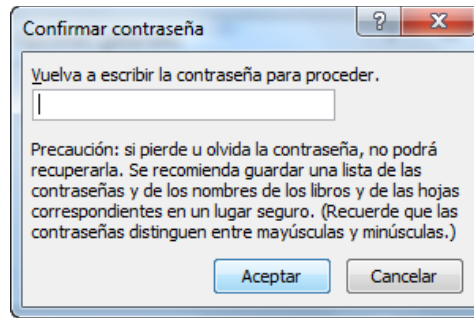 Confirmar contraseña
Vuelva a escribir la contraseña para proceder.
Precaución: si pierde u olvida la contraseña, no podrá
recuperarla. Se recomienda guardar una lista de las
contraseñas y de los nombres de los libros y de las hojas
correspondientes en un lugar seguro. (Recuerde que las
contraseñas distinguen entre mayúsculas y minúsculas.)
Aceptar Cancelar